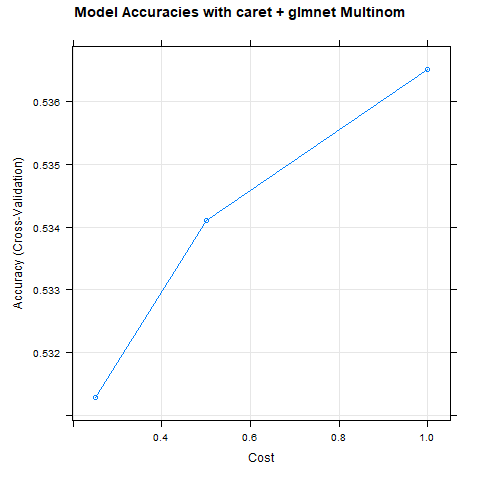 Model Accuracies with caret + glmnet Multinom
Accuracy (Cross-Validation)
0.536
0.535
0.534
0.533
0.532
0.4 0.6 0.8 1.0
Cost